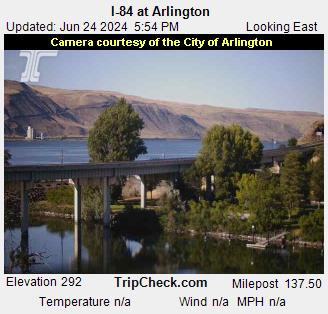 I-84 at Arlington
Updated: Jun 24 2024 5:54 PM Looking East
Camera courtesy of the City of Arlington
Elevation 292 TripCheck.com Milepost 137.50
Temperature n/a Wind n/a MPH n/a